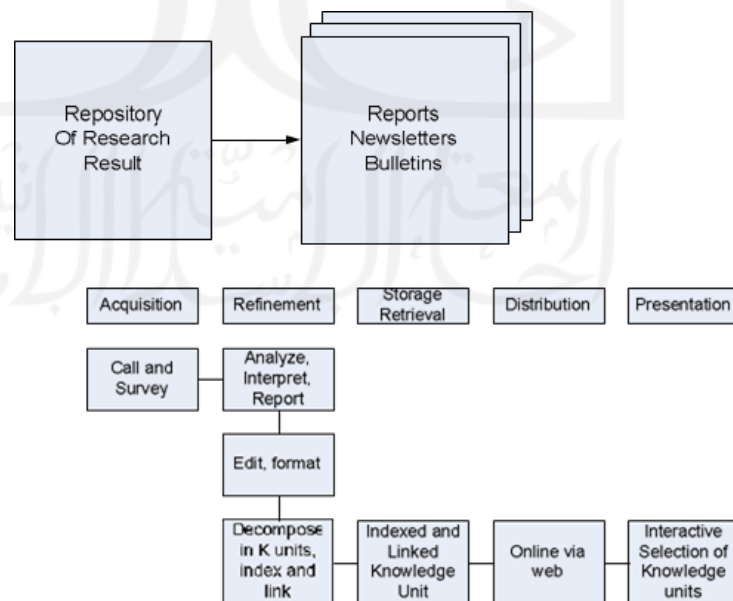 Repository
Of Research
Result
Reports
Newsletters
Bulletins
Acquisition
Refinement
Storage
Retrieval
Distribution
Presentation
Call and
Survey
Analyze,
Interpret,
Report
Edit, format
Decompose
in K units,
index and
link
Indexed and
Linked
Knowledge
Unit
Online via
web
Interactive
Selection of
Knowledge
units